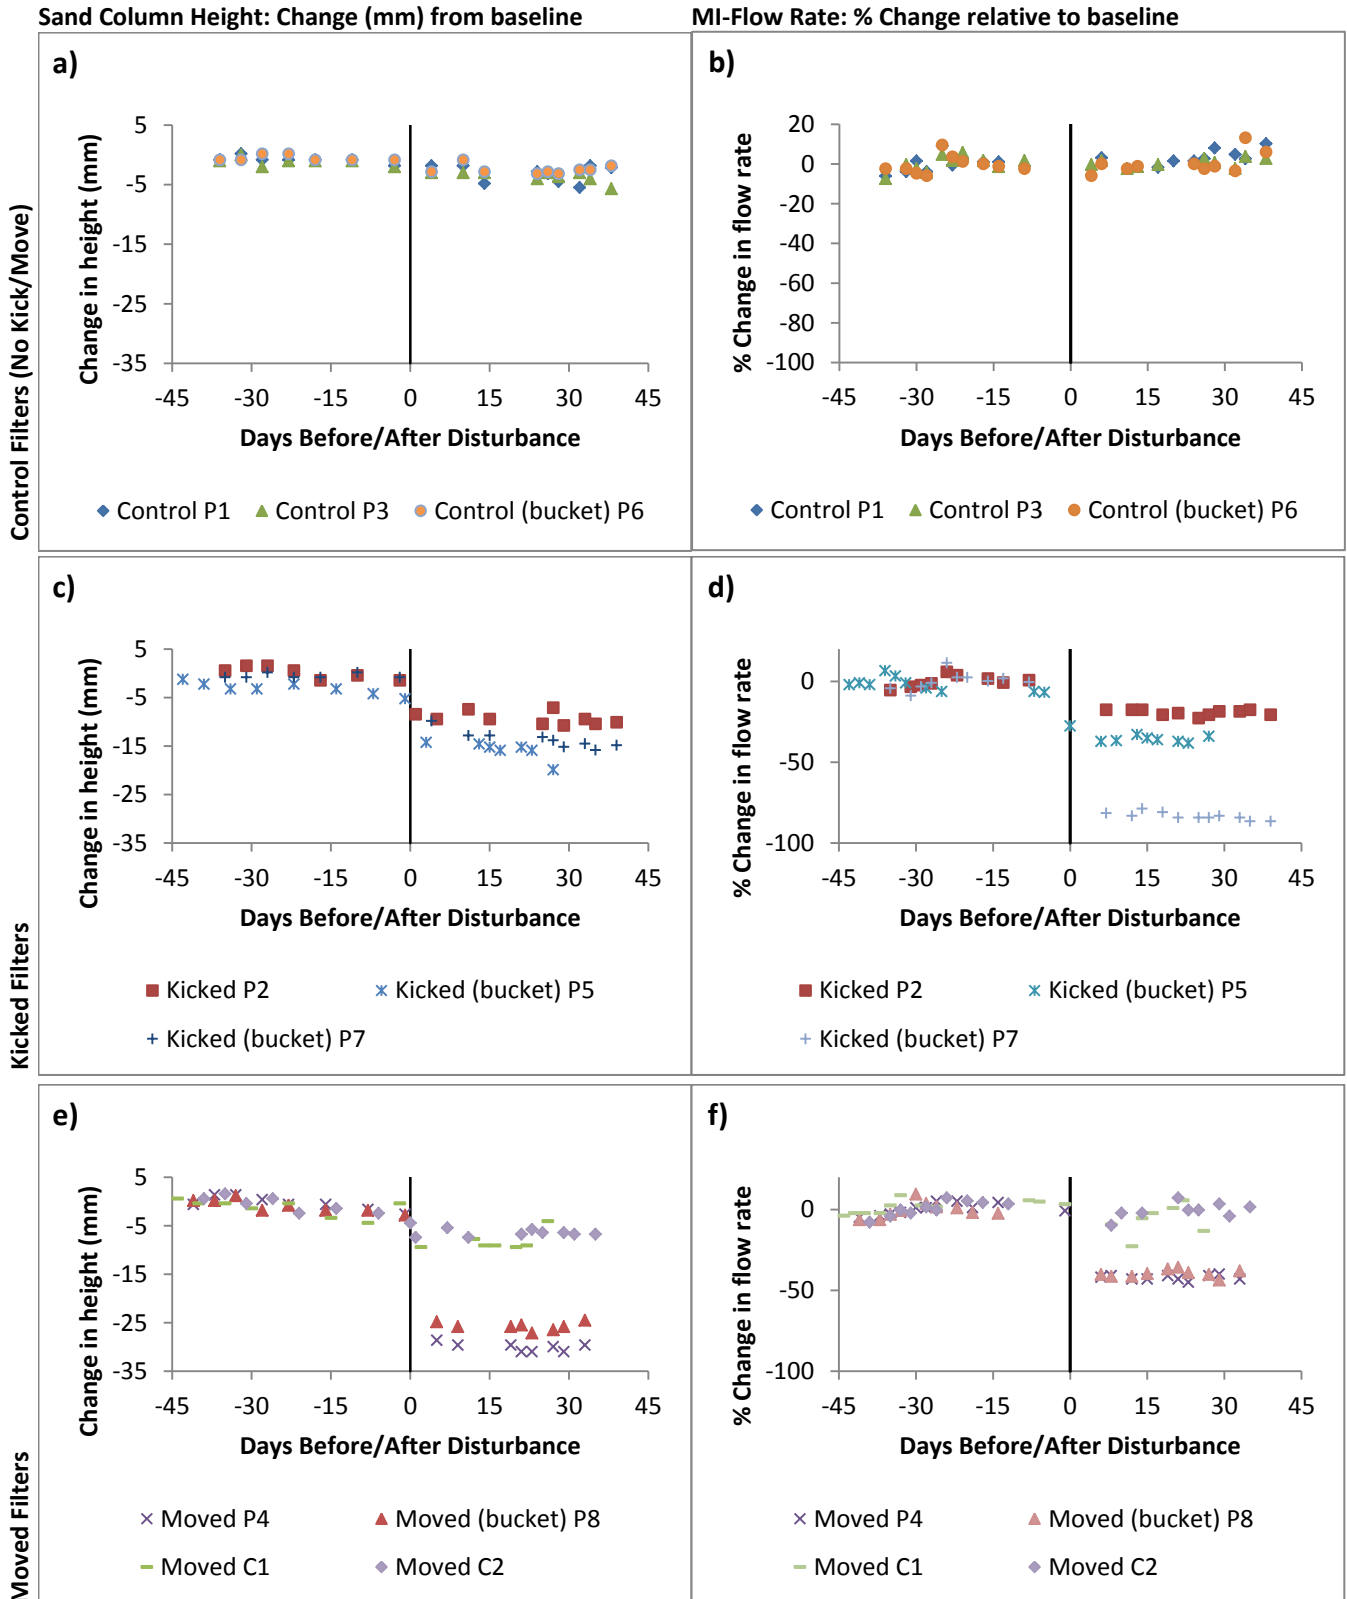 Sand Column Height: Change (mm) from baseline
MI-Flow Rate: % Change relative to baseline
Control Filters (No Kick/Move)
a)
Change in height (mm)
5
-5
-15
-25
-35
-45 -30 -15 0 15 30 45
Days Before/After Disturbance
Control P1 Control P3 Control (bucket) P6
b)
% Change in flow rate
20
0
-20
-40
-60
-80
-100
-45 -30 -15 0 15 30 45
Days Before/After Disturbance
Control P1 Control P3 Control (bucket) P6
Kicked Filters
c)
Change in height (mm)
5
-5
-15
-25
-35
-45 -30 -15 0 15 30 45
Days Before/After Disturbance
Kicked P2 Kicked (bucket) P5
Kicked (bucket) P7
d)
% Change in flow rate
0
-50
-100
-45 -30 -15 0 15 30 45
Days Before/After Disturbance
Kicked P2 Kicked (bucket) P5
Kicked (bucket) P7
Moved Filters
e)
Change in height (mm)
5
-5
-15
-25
-35
-45 -30 -15 0 15 30 45
Days Before/After Disturbance
Moved P4 Moved (bucket) P8
Moved C1 Moved C2
f)
% Change in flow rate
0
-50
-100
-45 -30 -15 0 15 30 45
Days Before/After Disturbance
Moved P4 Moved (bucket) P8
Moved C1 Moved C2